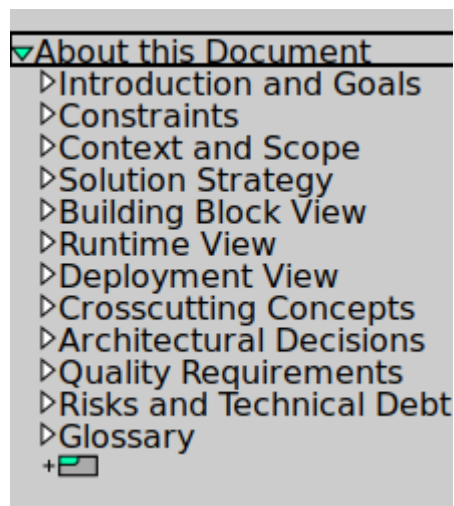 About this Document
Introduction and Goals
Constraints
Context and Scope
Solution Strategy
Building Block View
Runtime View
Deployment View
Crosscutting Concepts
Architectural Decisions
Quality Requirements
Risks and Technical Debt
Glossary
+